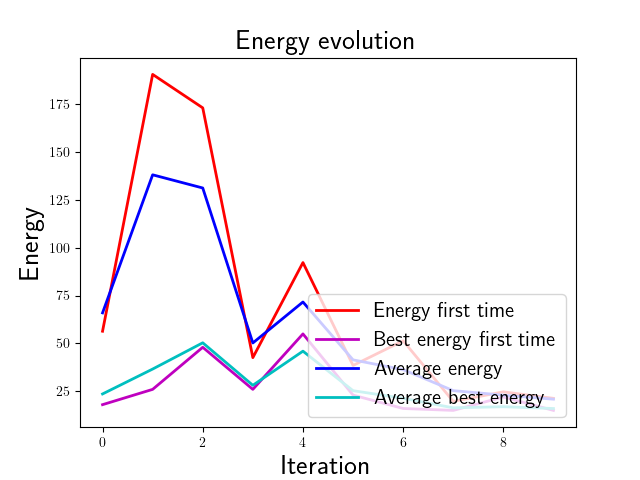 Energy evolution
Energy
175
150
125
100
75
50
25
0
2
4
6
8
Iteration
Energy first time
Best energy first time
Average energy
Average best energy